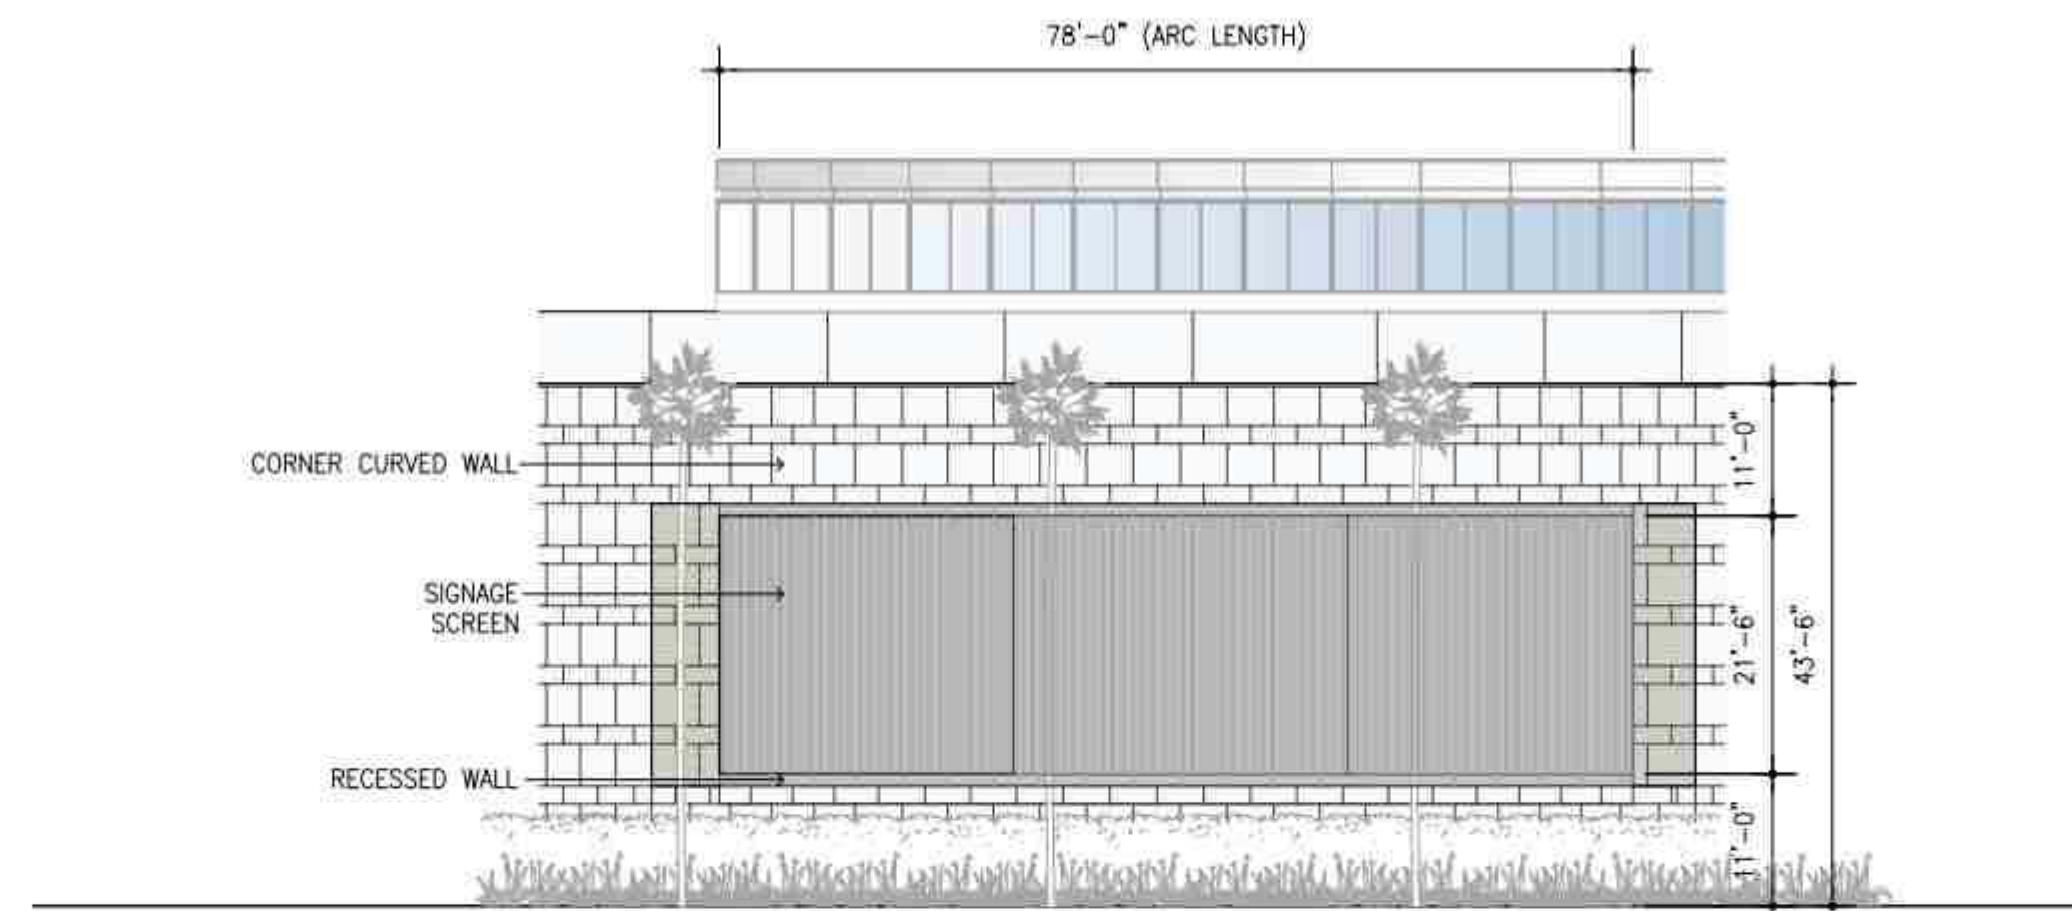 78'-0" (ARC LENGTH)
CORNER CURVED WALL
11'-0"
SIGNAGE
SCREEN
21'-6"
43'-6"
RECESSED WALL
11'-0"